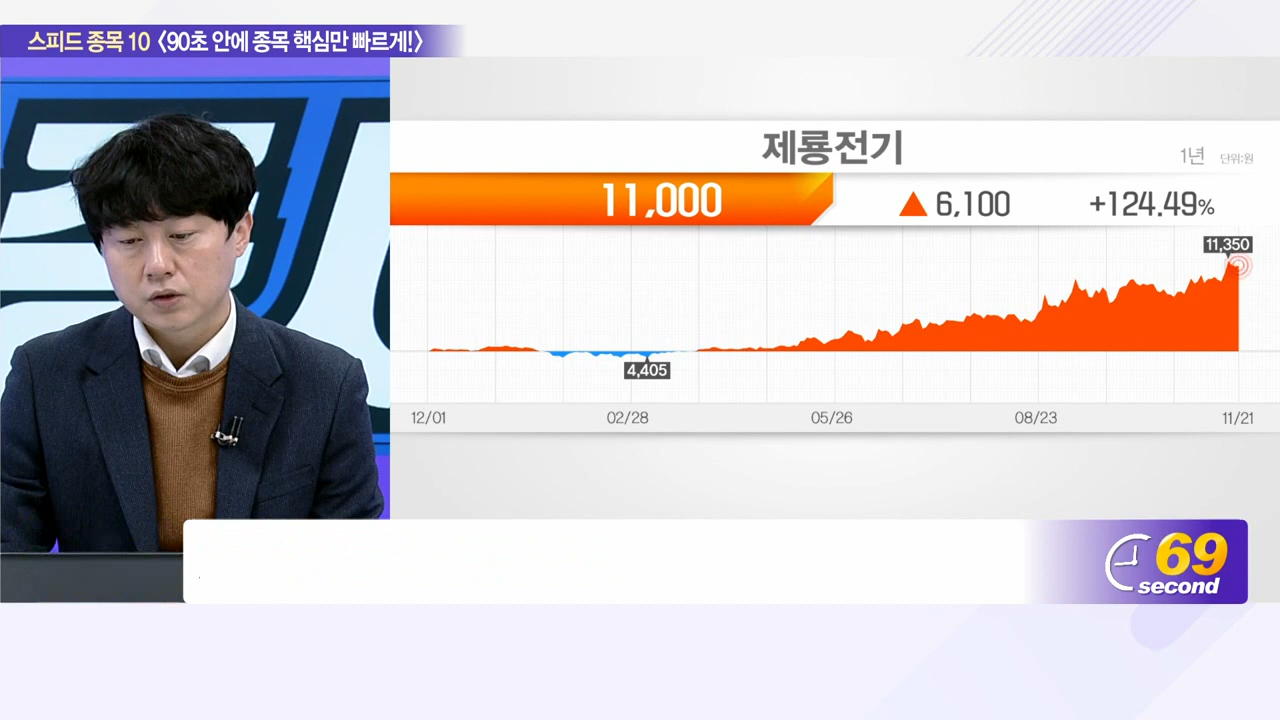 스피드 종목 10 〈90초 안에 종목 핵심만 빠르게!〉
제룡전기
1년 단위:원
11,000 ▲ 6,100 +124.49%
11,350
4,405
12/01 02/28 05/26 08/23 11/21
69
second